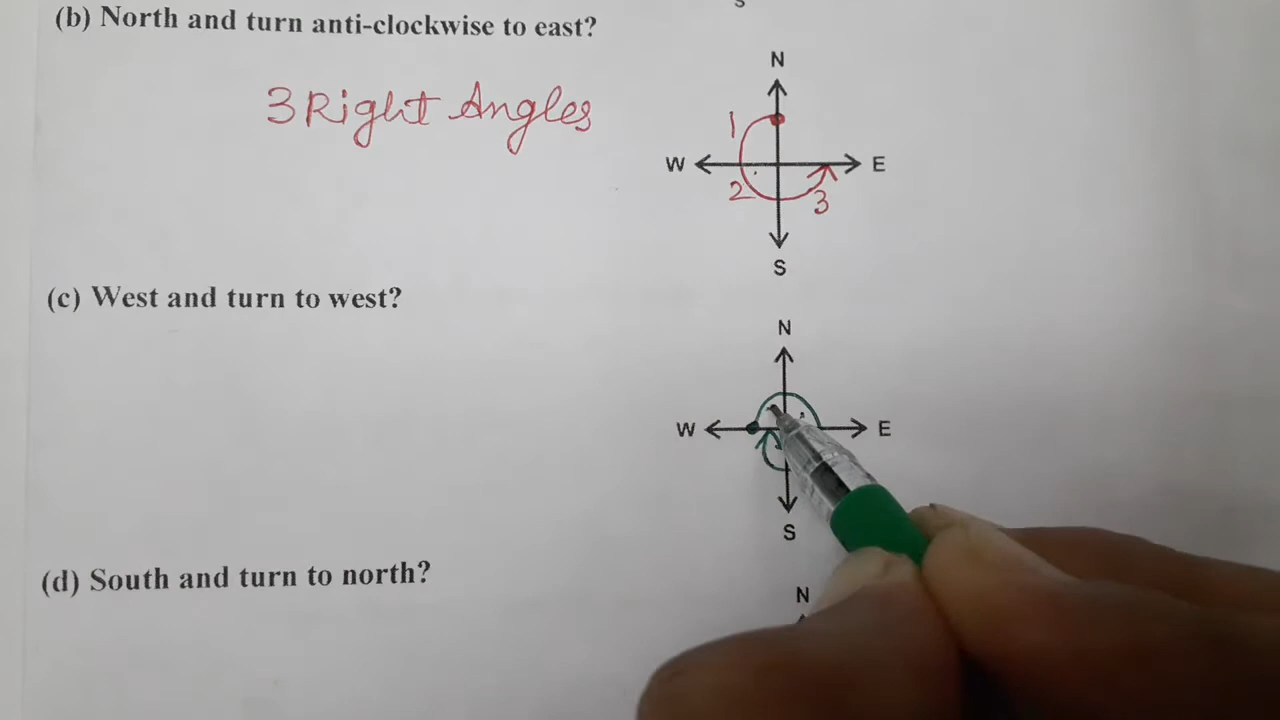 S
(b) North and turn anti-clockwise to east?
N
3 Right Angles
1
W
E
2
3
S
(c) West and turn to west?
N
W
E
S
(d) South and turn to north?
N